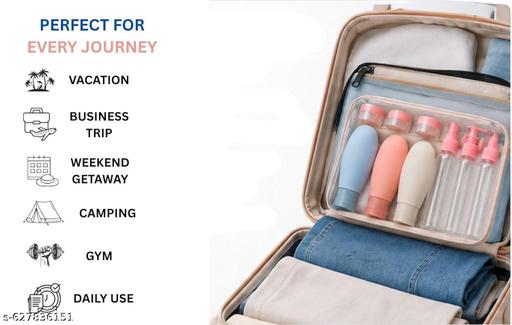 PERFECT FOR
EVERY JOURNEY
VACATION
BUSINESS
TRIP
WEEKEND
GETAWAY
CAMPING
GYM
DAILY USE
s-627836151